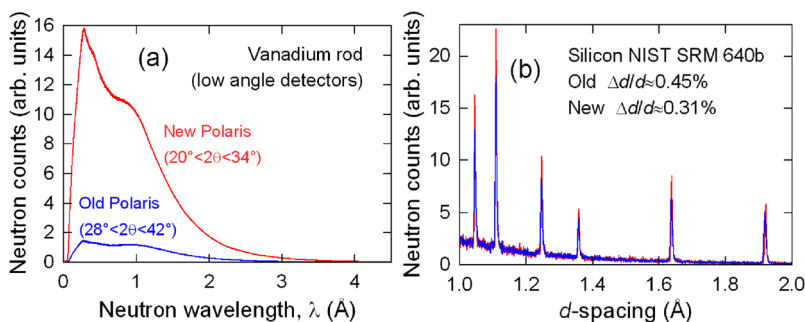 16
14
12
10
8
6
4
2
0
Neutron counts (arb. units)
(a)
Vanadium rod
(low angle detectors)
New Polaris
(20°<2θ<34°)
Old Polaris
(28°<2θ<42°)
0 1 2 3 4
Neutron wavelength, λ (Å)
20
15
10
5
0
Neutron counts (arb. units)
(b)
Silicon NIST SRM 640b
Old Δd/d≈0.45%
New Δd/d≈0.31%
1.0 1.2 1.4 1.6 1.8 2.0
d-spacing (Å)